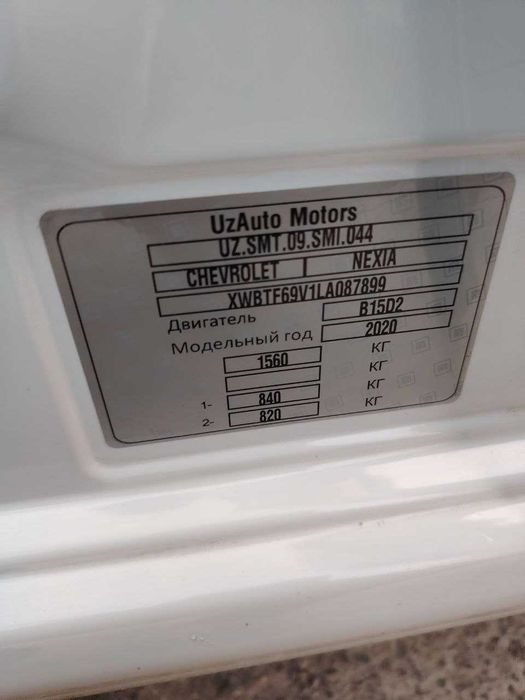 UzAuto Motors
UZ.SMT.09.SMI.044
CHEVROLET NEXIA
XWBTF69V1LA087899
Двигатель B15D2
Модельный год 2020
1560 КГ
КГ
1- 840 КГ
2- 820 КГ